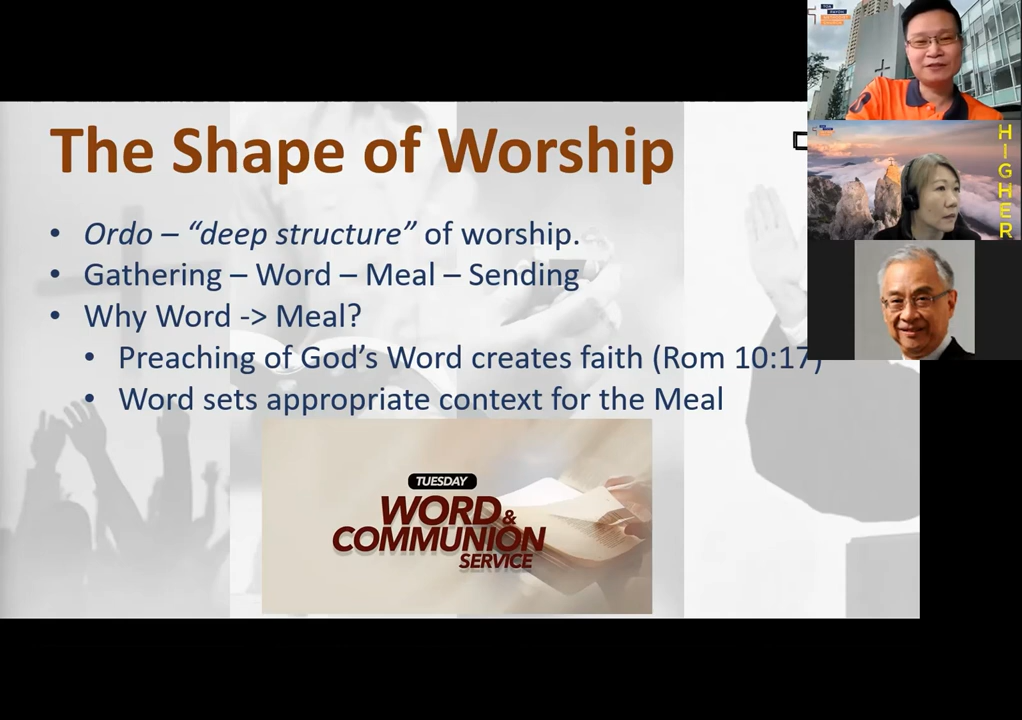 The Shape of Worship
• Ordo – “deep structure” of worship.
• Gathering – Word – Meal – Sending
• Why Word -> Meal?
• Preaching of God’s Word creates faith (Rom 10:17)
• Word sets appropriate context for the Meal
TUESDAY
WORD &
COMMUNION
SERVICE
HIGHER